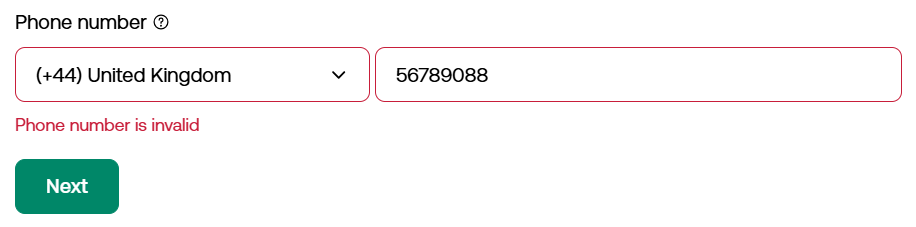 Phone number ?
(+44) United Kingdom 56789088
Phone number is invalid
Next